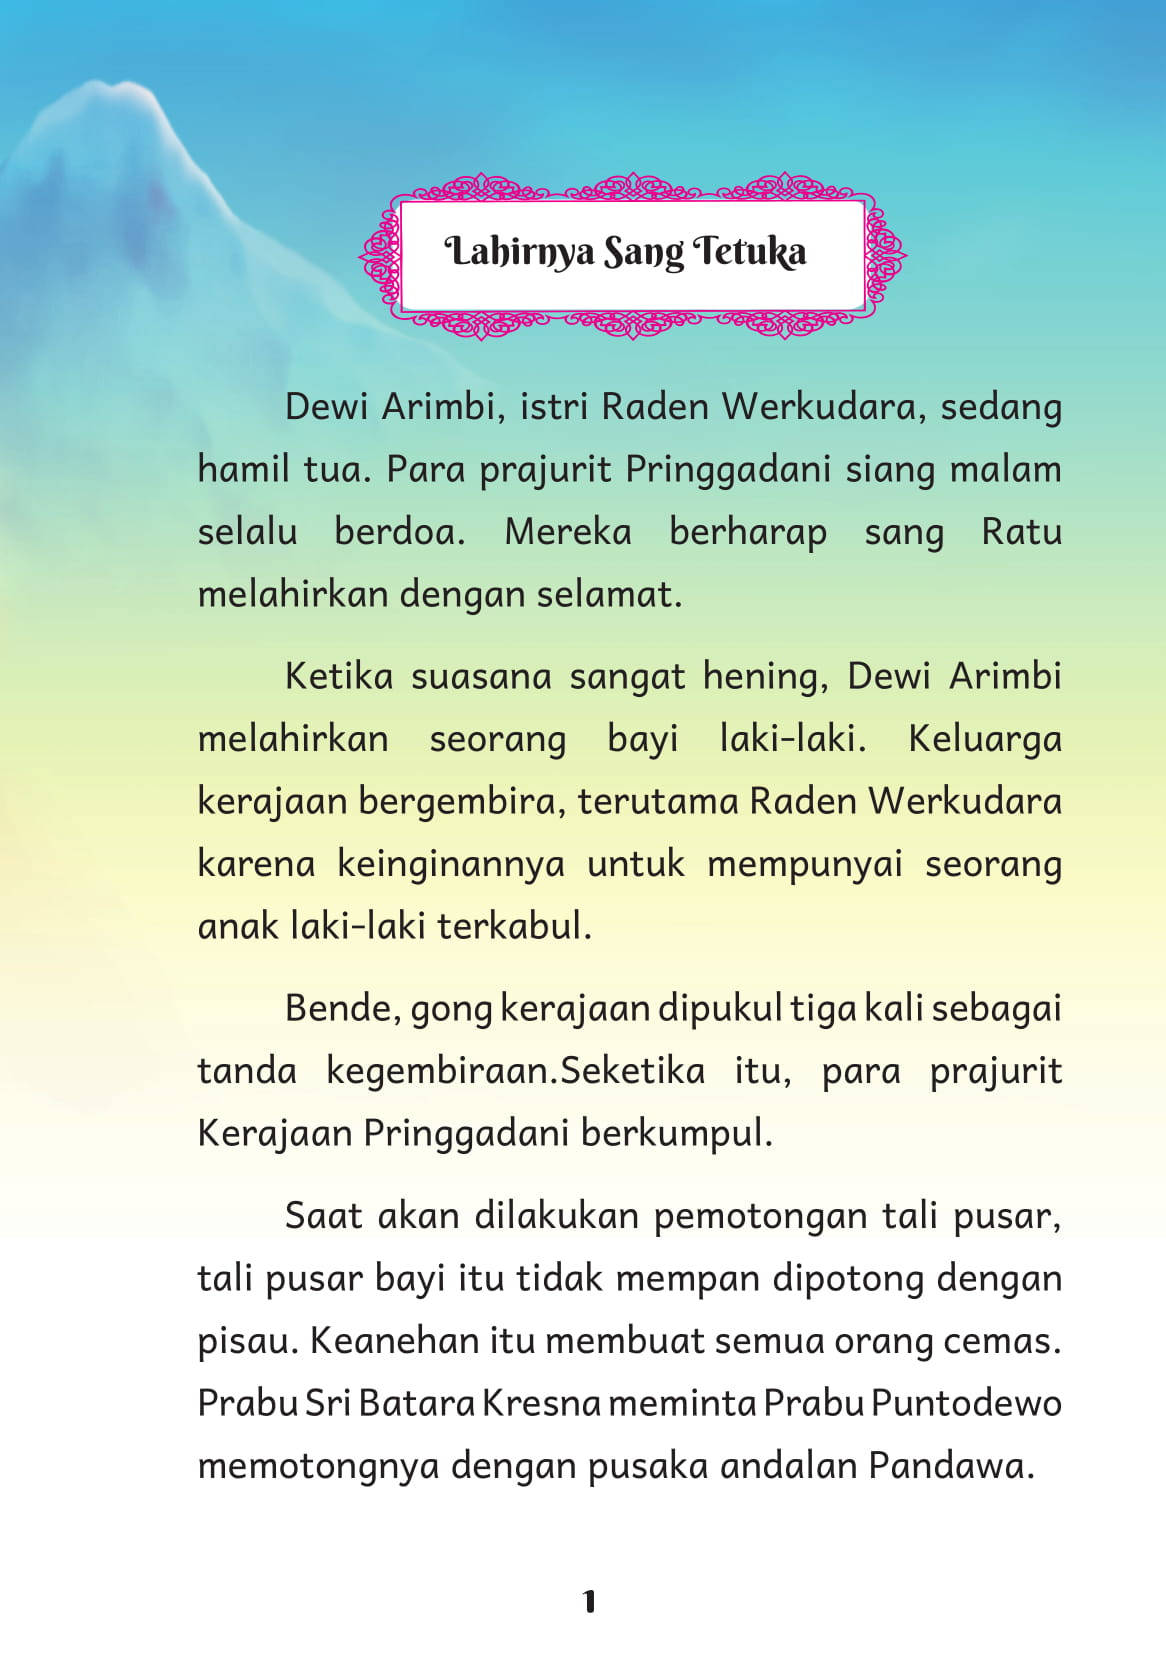 Lahirnya Sang Tetuka
Dewi Arimbi, istri Raden Werkudara, sedang
hamil tua. Para prajurit Pringgadani siang malam
selalu berdoa. Mereka berharap sang Ratu
melahirkan dengan selamat.
Ketika suasana sangat hening, Dewi Arimbi
melahirkan seorang bayi laki-laki. Keluarga
kerajaan bergembira, terutama Raden Werkudara
karena keinginannya untuk mempunyai seorang
anak laki-laki terkabul.
Bende, gong kerajaan dipukul tiga kali sebagai
tanda kegembiraan.Seketika itu, para prajurit
Kerajaan Pringgadani berkumpul.
Saat akan dilakukan pemotongan tali pusar,
tali pusar bayi itu tidak mempan dipotong dengan
pisau. Keanehan itu membuat semua orang cemas.
Prabu Sri Batara Kresna meminta Prabu Puntodewo
memotongnya dengan pusaka andalan Pandawa.
1